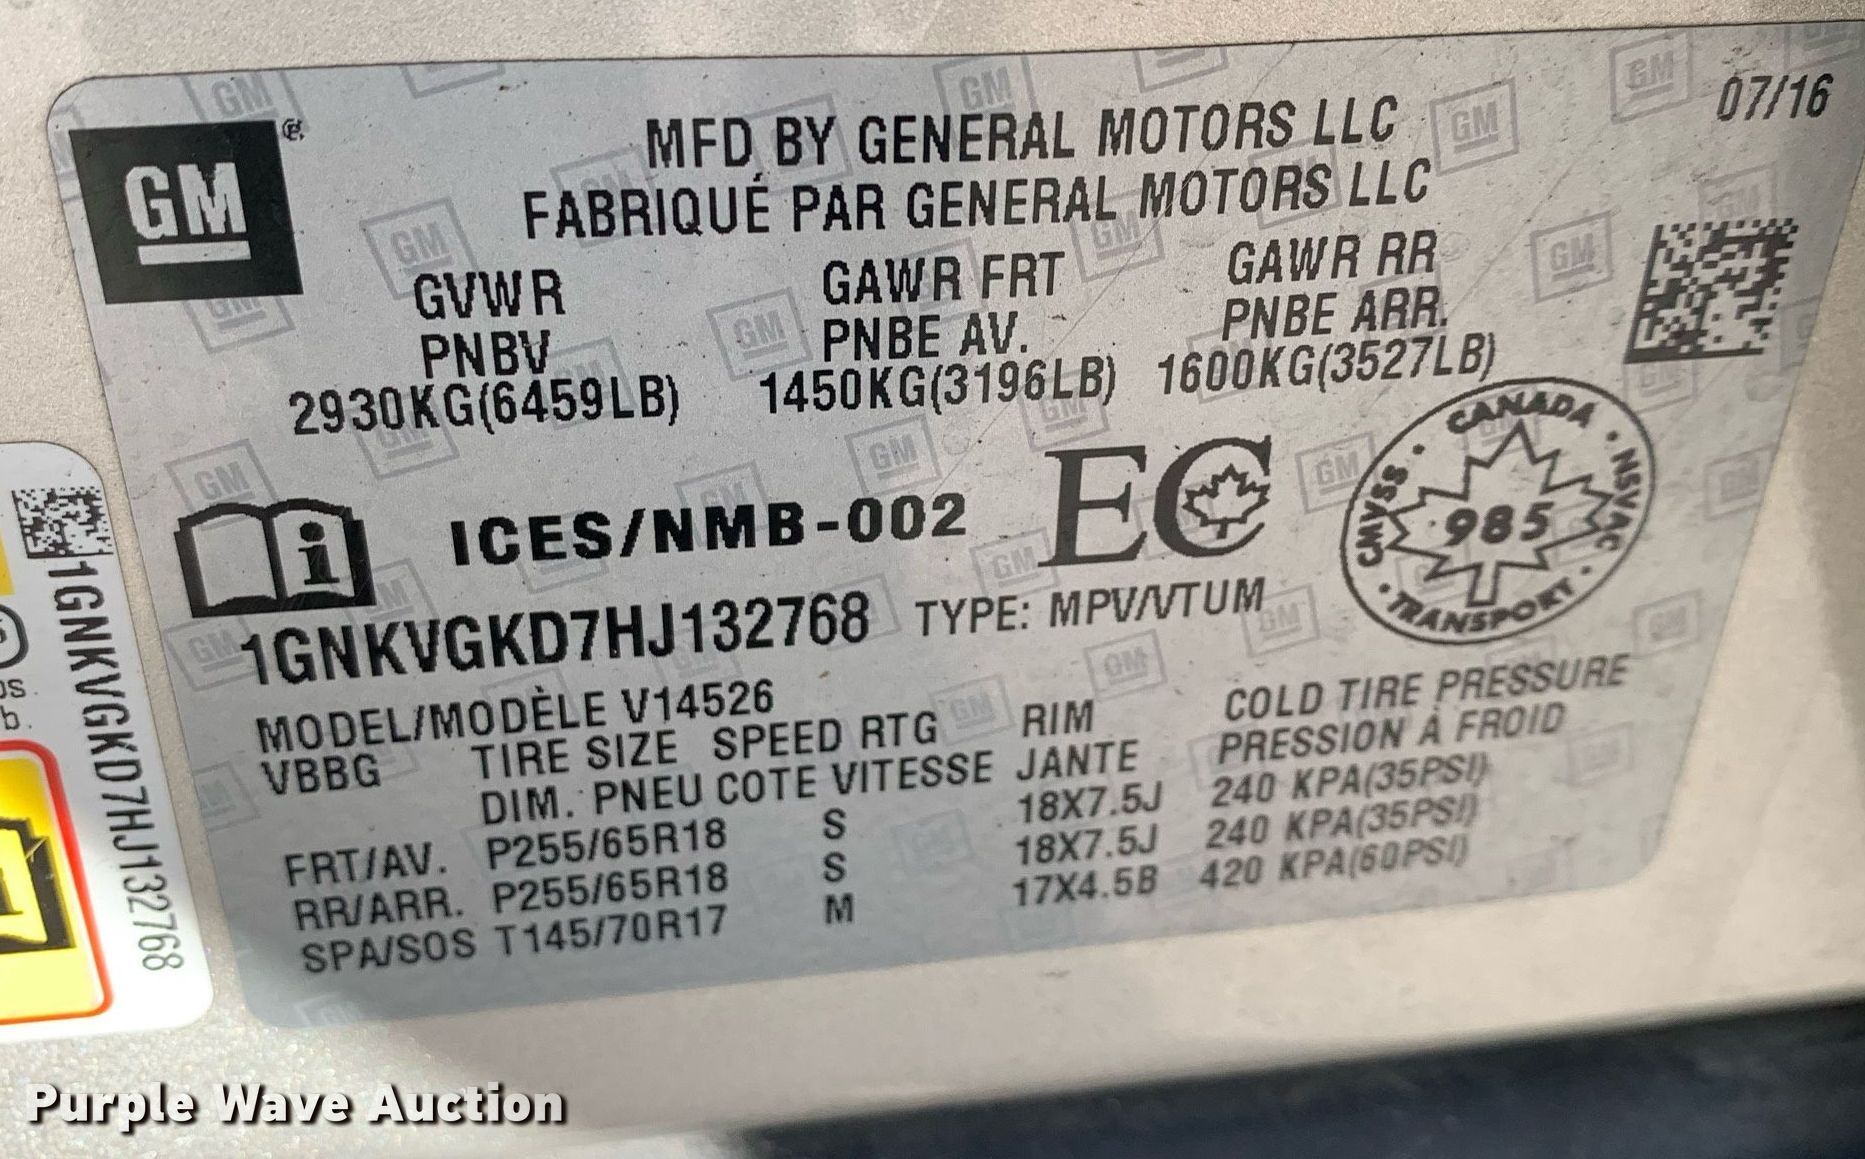 GM
07/16
MFD BY GENERAL MOTORS LLC
FABRIQUÉ PAR GENERAL MOTORS LLC
GVWR GAWR FRT GAWR RR
PNBV PNBE AV. PNBE ARR.
2930KG(6459LB) 1450KG(3196LB) 1600KG(3527LB)
ICES/NMB-002 EC
CANADA · NSVAC · TRANSPORT · CMVSS ·
985
1GNKVGKD7HJ132768 TYPE: MPV/VTUM
MODEL/MODÈLE V14526
VBBG TIRE SIZE SPEED RTG RIM COLD TIRE PRESSURE
DIM. PNEU COTE VITESSE JANTE PRESSION À FROID
FRT/AV. P255/65R18 S 18X7.5J 240 KPA(35PSI)
RR/ARR. P255/65R18 S 18X7.5J 240 KPA(35PSI)
SPA/SOS T145/70R17 M 17X4.5B 420 KPA(60PSI)
1GNKVGKD7HJ132768
Purple Wave Auction